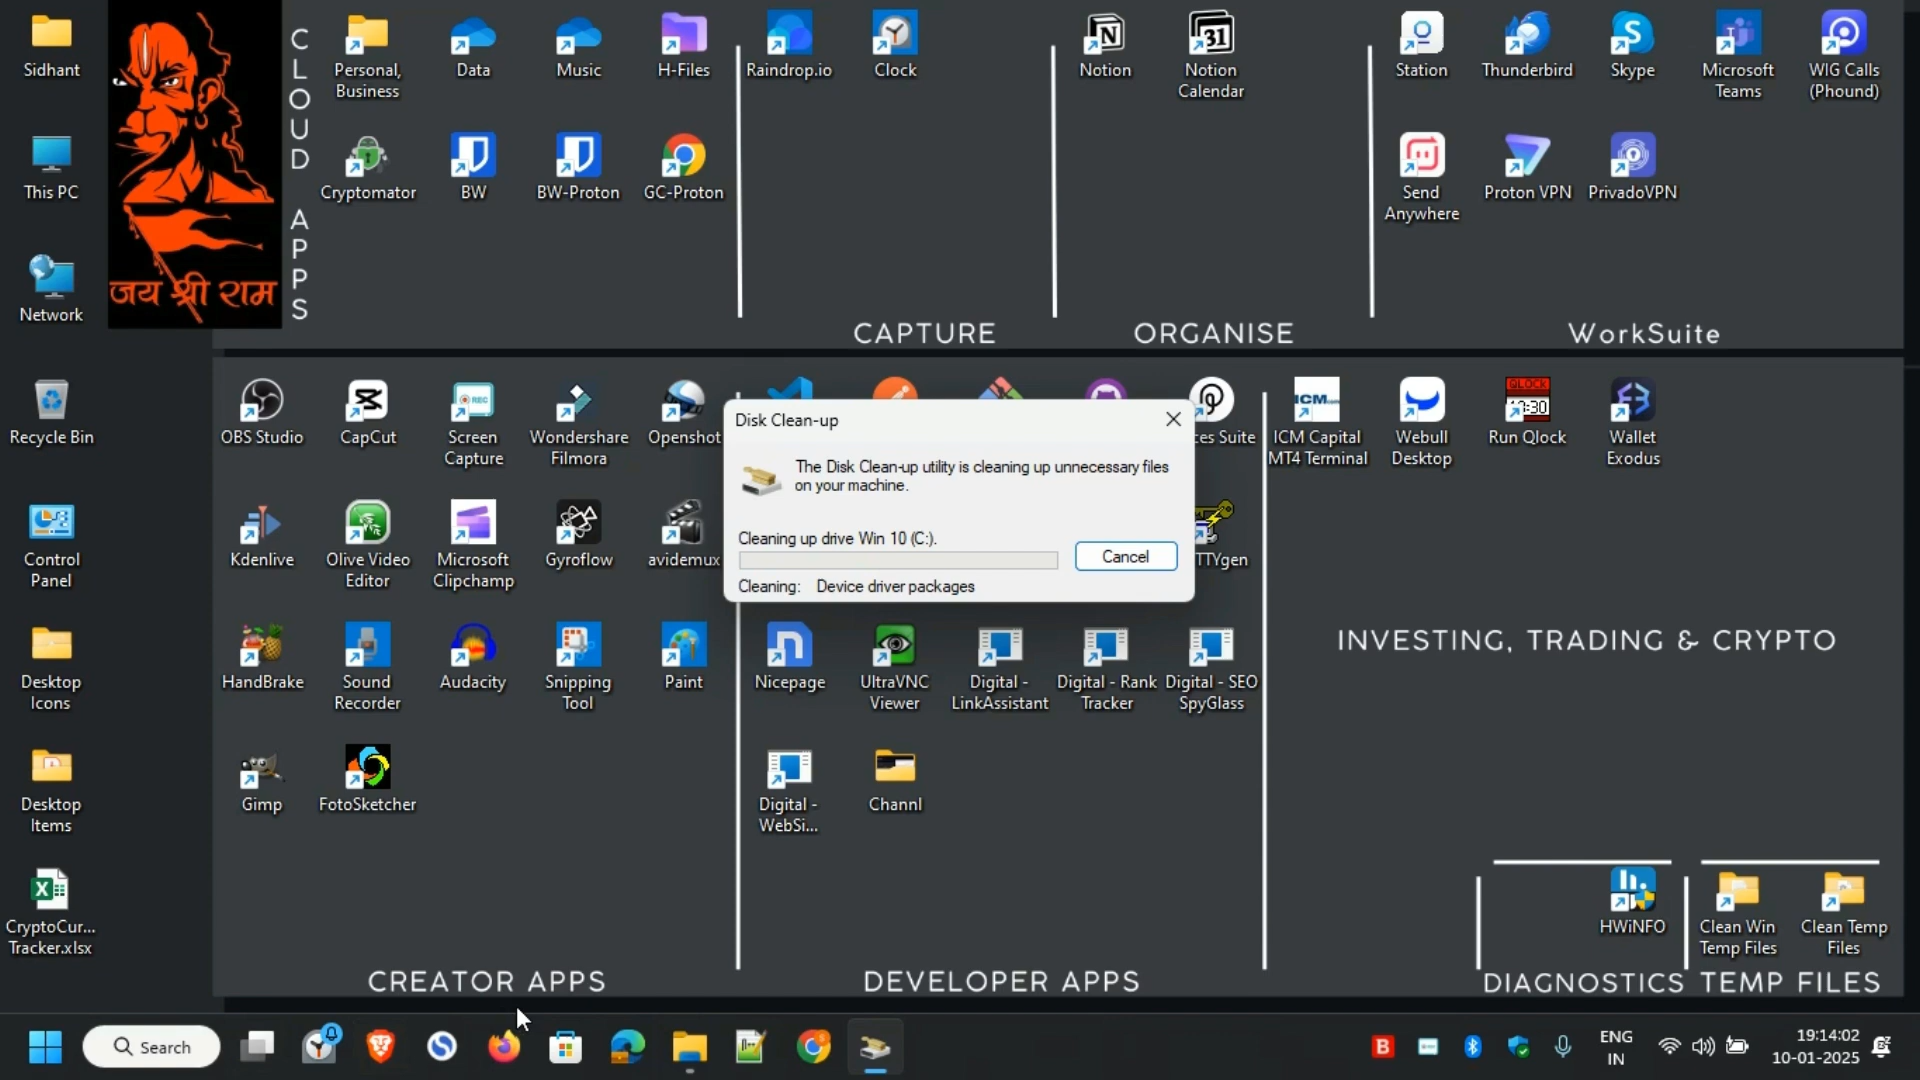 Sidhant
This PC
Network
Recycle Bin
Control
Panel
Desktop
Icons
Desktop
Items
CryptoCur...
Tracker.xlsx
जय श्री राम
CLOUD APPS
Personal,
Business
Data
Music
H-Files
Cryptomator
BW
BW-Proton
GC-Proton
Raindrop.io
Clock
CAPTURE
Notion
31
Notion
Calendar
ORGANISE
Station
Thunderbird
Skype
Microsoft
Teams
WIG Calls
(Phound)
Send
Anywhere
Proton VPN
PrivadoVPN
WorkSuite
OBS Studio
CapCut
REC
Screen
Capture
Wondershare
Filmora
Openshot
Kdenlive
Olive Video
Editor
Microsoft
Clipchamp
Gyroflow
avidemux
HandBrake
Sound
Recorder
Audacity
Snipping
Tool
Paint
Gimp
FotoSketcher
CREATOR APPS
Disk Clean-up
The Disk Clean-up utility is cleaning up unnecessary files
on your machine.
Cleaning up drive Win 10 (C:).
Cancel
Cleaning: Device driver packages
ces Suite
TTYgen
Nicepage
UltraVNC
Viewer
Digital -
LinkAssistant
Digital - Rank
Tracker
Digital - SEO
SpyGlass
Digital -
WebSi...
Channl
DEVELOPER APPS
ICM
ICM Capital
MT4 Terminal
Webull
Desktop
QLOCK
Run Qlock
Wallet
Exodus
INVESTING, TRADING & CRYPTO
HWiNFO
DIAGNOSTICS
Clean Win
Temp Files
Clean Temp
Files
TEMP FILES
Search
ENG
IN
19:14:02
10-01-2025